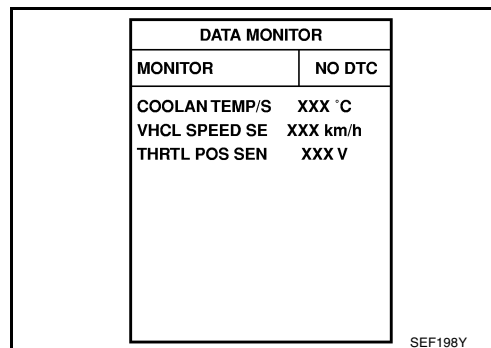 DATA MONITOR
MONITOR NO DTC
COOLAN TEMP/S XXX °C
VHCL SPEED SE XXX km/h
THRTL POS SEN XXX V
SEF198Y